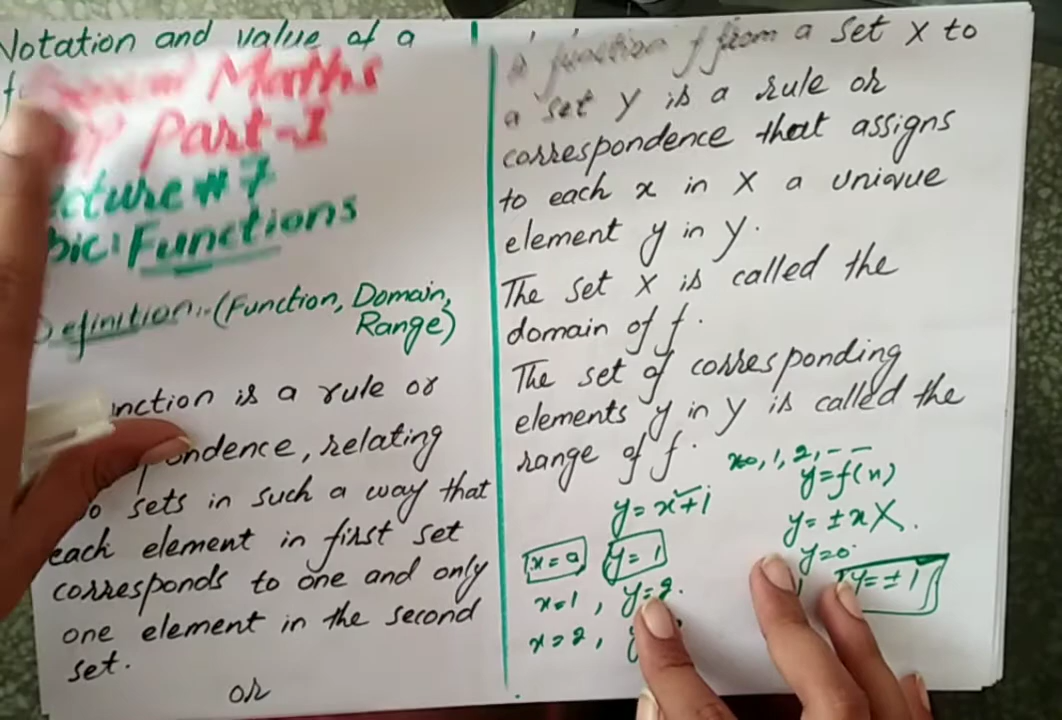 Notation and value of a
Maths
Part-I
Lecture # 7
Topic: Functions
Definition:-(Function, Domain,
Range)
function is a rule or
correspondence, relating
two sets in such a way that
each element in first set
corresponds to one and only
one element in the second
set.
or
A function f from a set X to
a set Y is a rule or
correspondence that assigns
to each x in X a unique
element y in Y.
The set X is called the
domain of f.
The set of corresponding
elements y in Y is called the
range of f.
x=0, 1, 2, --
y=f(x)
y = x²+1
y = ±x X.
x=0 y= 1
y=0
x=1, y=2.
y=±1
x=2,